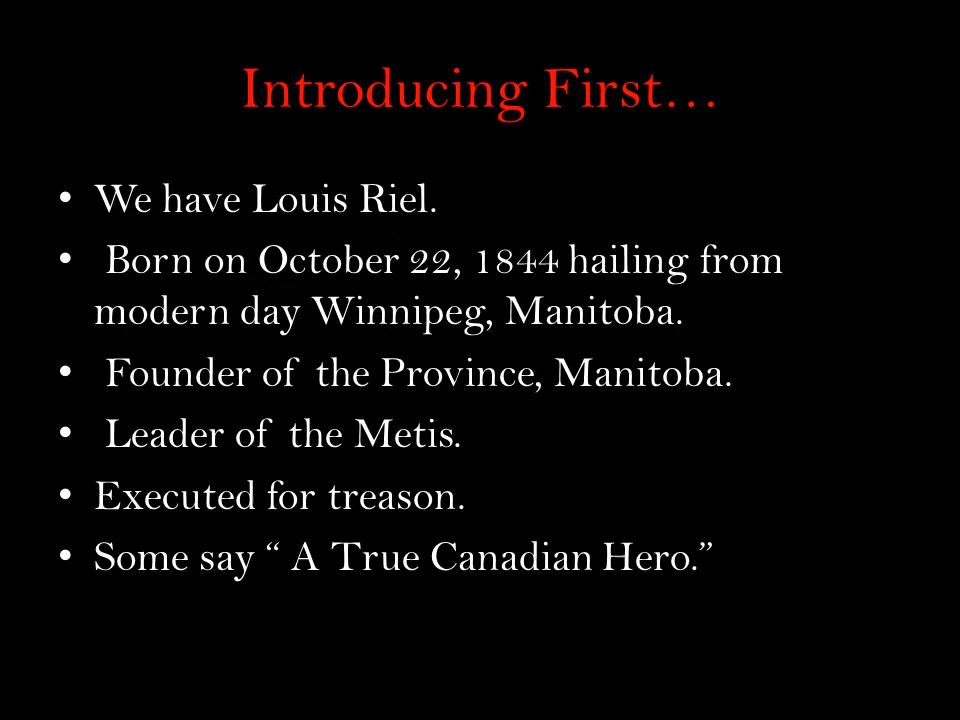 Introducing First…
• We have Louis Riel.
• Born on October 22, 1844 hailing from
modern day Winnipeg, Manitoba.
• Founder of the Province, Manitoba.
• Leader of the Metis.
• Executed for treason.
• Some say “ A True Canadian Hero.”